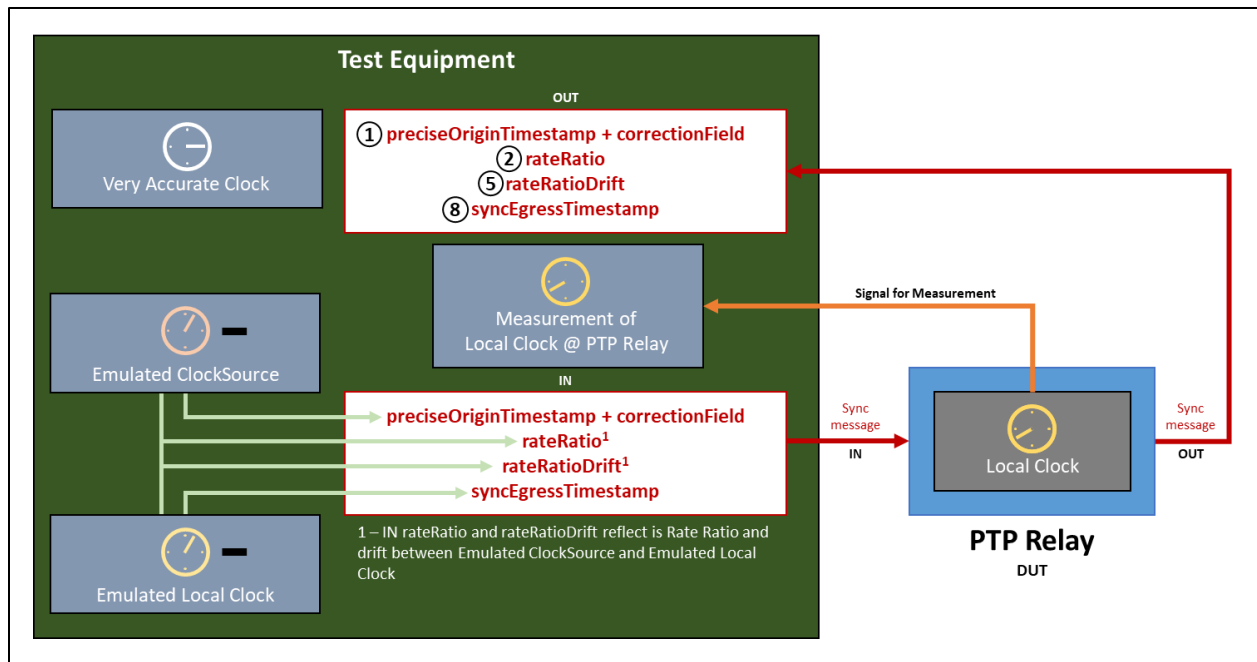 Test Equipment
OUT
① preciseOriginTimestamp + correctionField
② rateRatio
⑤ rateRatioDrift
⑧ syncEgressTimestamp
Very Accurate Clock
Measurement of
Local Clock @ PTP Relay
Signal for Measurement
Emulated ClockSource
IN
preciseOriginTimestamp + correctionField
rateRatio¹
rateRatioDrift¹
syncEgressTimestamp
Emulated Local Clock
1 – IN rateRatio and rateRatioDrift reflect is Rate Ratio and
drift between Emulated ClockSource and Emulated Local
Clock
Sync
message
IN
Local Clock
Sync
message
OUT
PTP Relay
DUT